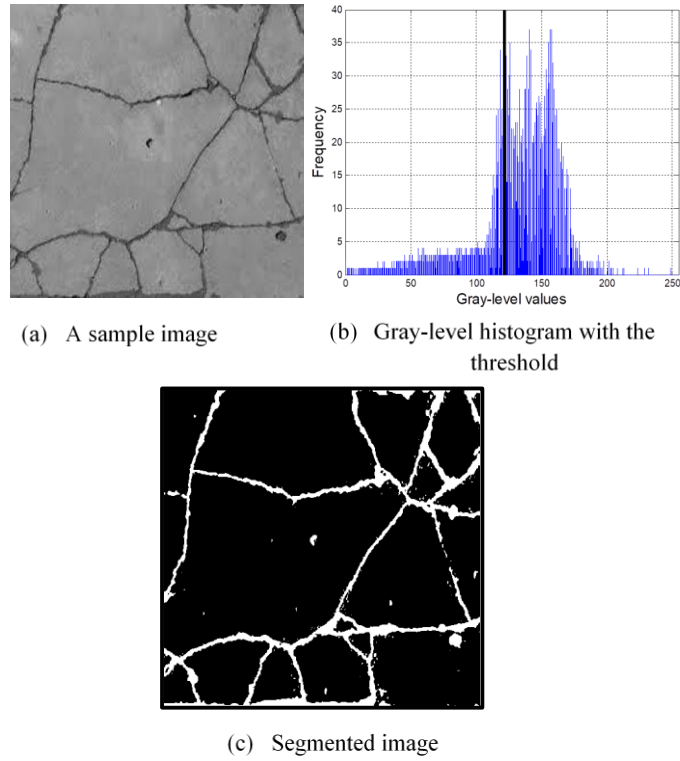 40
35
30
25
20
15
10
5
0
Frequency
0 50 100 150 200 250
Gray-level values
(a) A sample image
(b) Gray-level histogram with the
threshold
(c) Segmented image